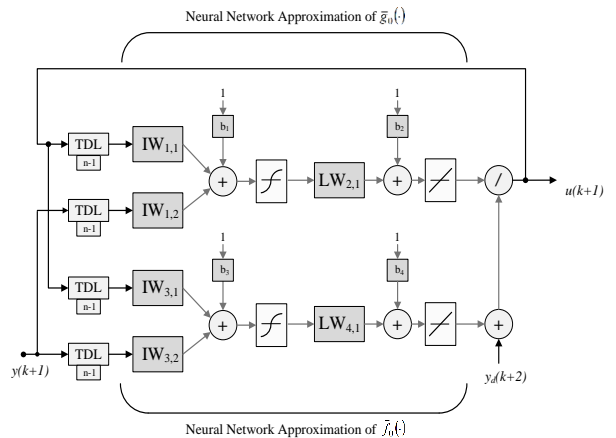 Neural Network Approximation of g̅₀(·)
1
1
b₁
b₂
TDL
n-1
IW₁,₁
+
LW₂,₁
+
/
u(k+1)
TDL
n-1
IW₁,₂
1
1
b₃
b₄
TDL
n-1
IW₃,₁
+
LW₄,₁
+
+
TDL
n-1
IW₃,₂
y(k+1)
y_d(k+2)
Neural Network Approximation of f̅₀(·)